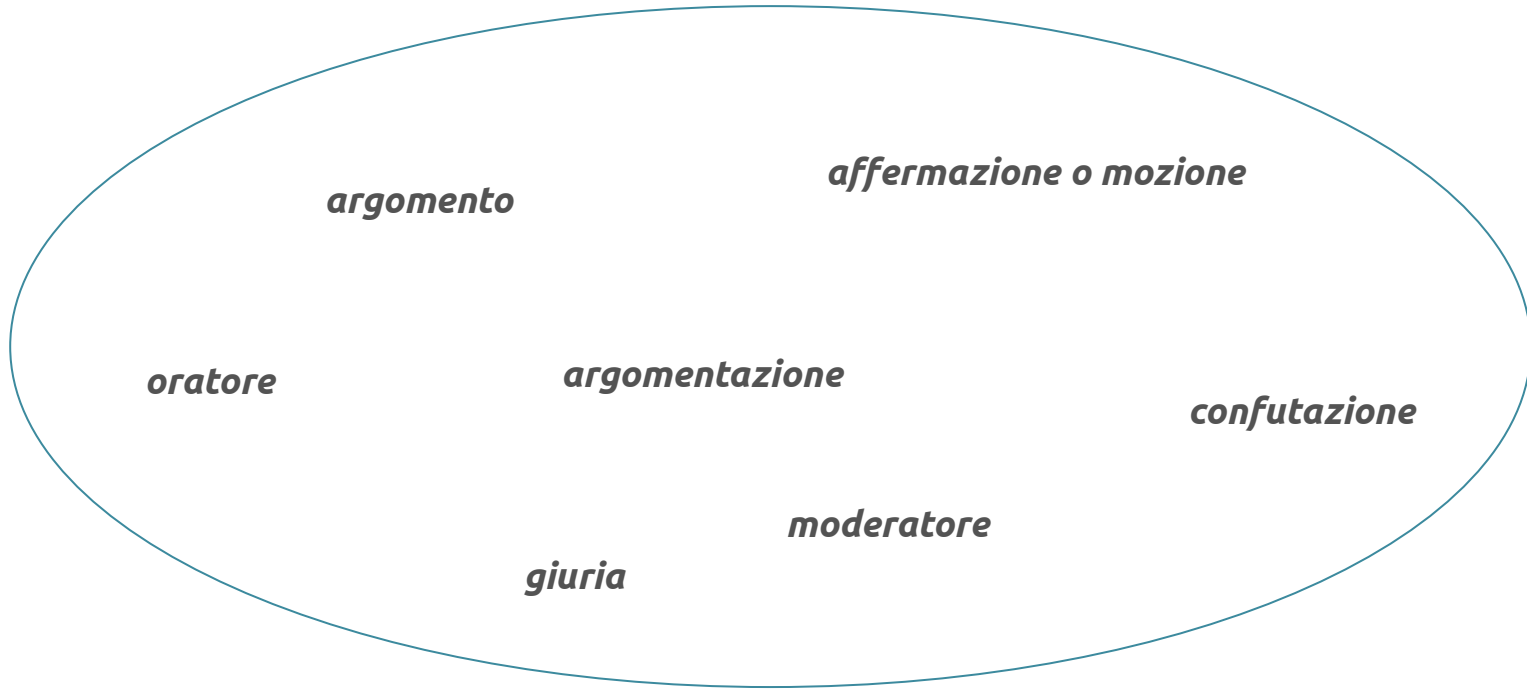 affermazione o mozione
argomento
argomentazione
oratore
confutazione
moderatore
giuria